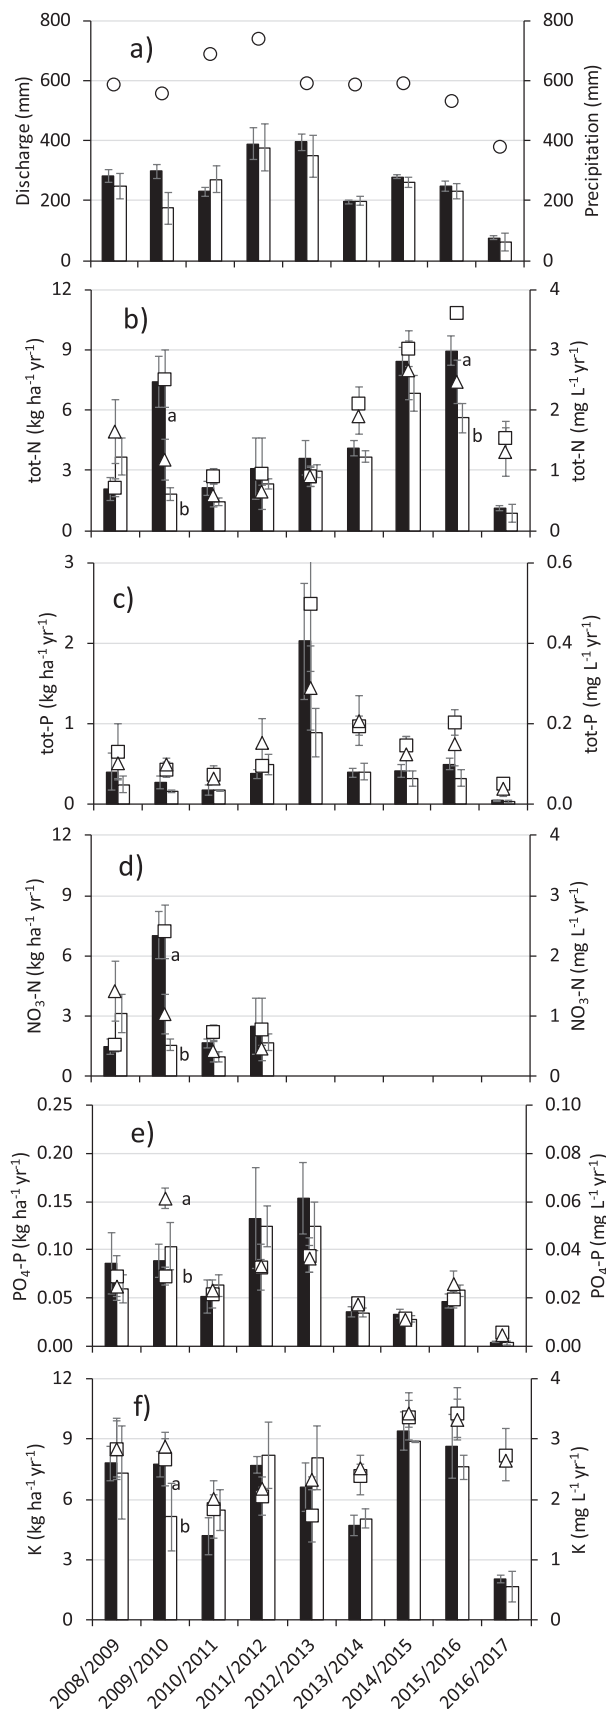 a)
Discharge (mm)
800
600
400
200
0
800
600
400
200
0
Precipitation (mm)
b)
tot-N (kg ha⁻¹ yr⁻¹)
12
9
6
3
0
a
b
a
b
4
3
2
1
0
tot-N (mg L⁻¹ yr⁻¹)
c)
tot-P (kg ha⁻¹ yr⁻¹)
3
2
1
0
0.6
0.4
0.2
0.0
tot-P (mg L⁻¹ yr⁻¹)
d)
NO₃-N (kg ha⁻¹ yr⁻¹)
12
9
6
3
0
a
b
4
3
2
1
0
NO₃-N (mg L⁻¹ yr⁻¹)
e)
PO₄-P (kg ha⁻¹ yr⁻¹)
0.25
0.20
0.15
0.10
0.05
0.00
a
b
0.10
0.08
0.06
0.04
0.02
0.00
PO₄-P (mg L⁻¹ yr⁻¹)
f)
K (kg ha⁻¹ yr⁻¹)
12
9
6
3
0
a
b
4
3
2
1
0
K (mg L⁻¹ yr⁻¹)
2008/2009
2009/2010
2010/2011
2011/2012
2012/2013
2013/2014
2014/2015
2015/2016
2016/2017